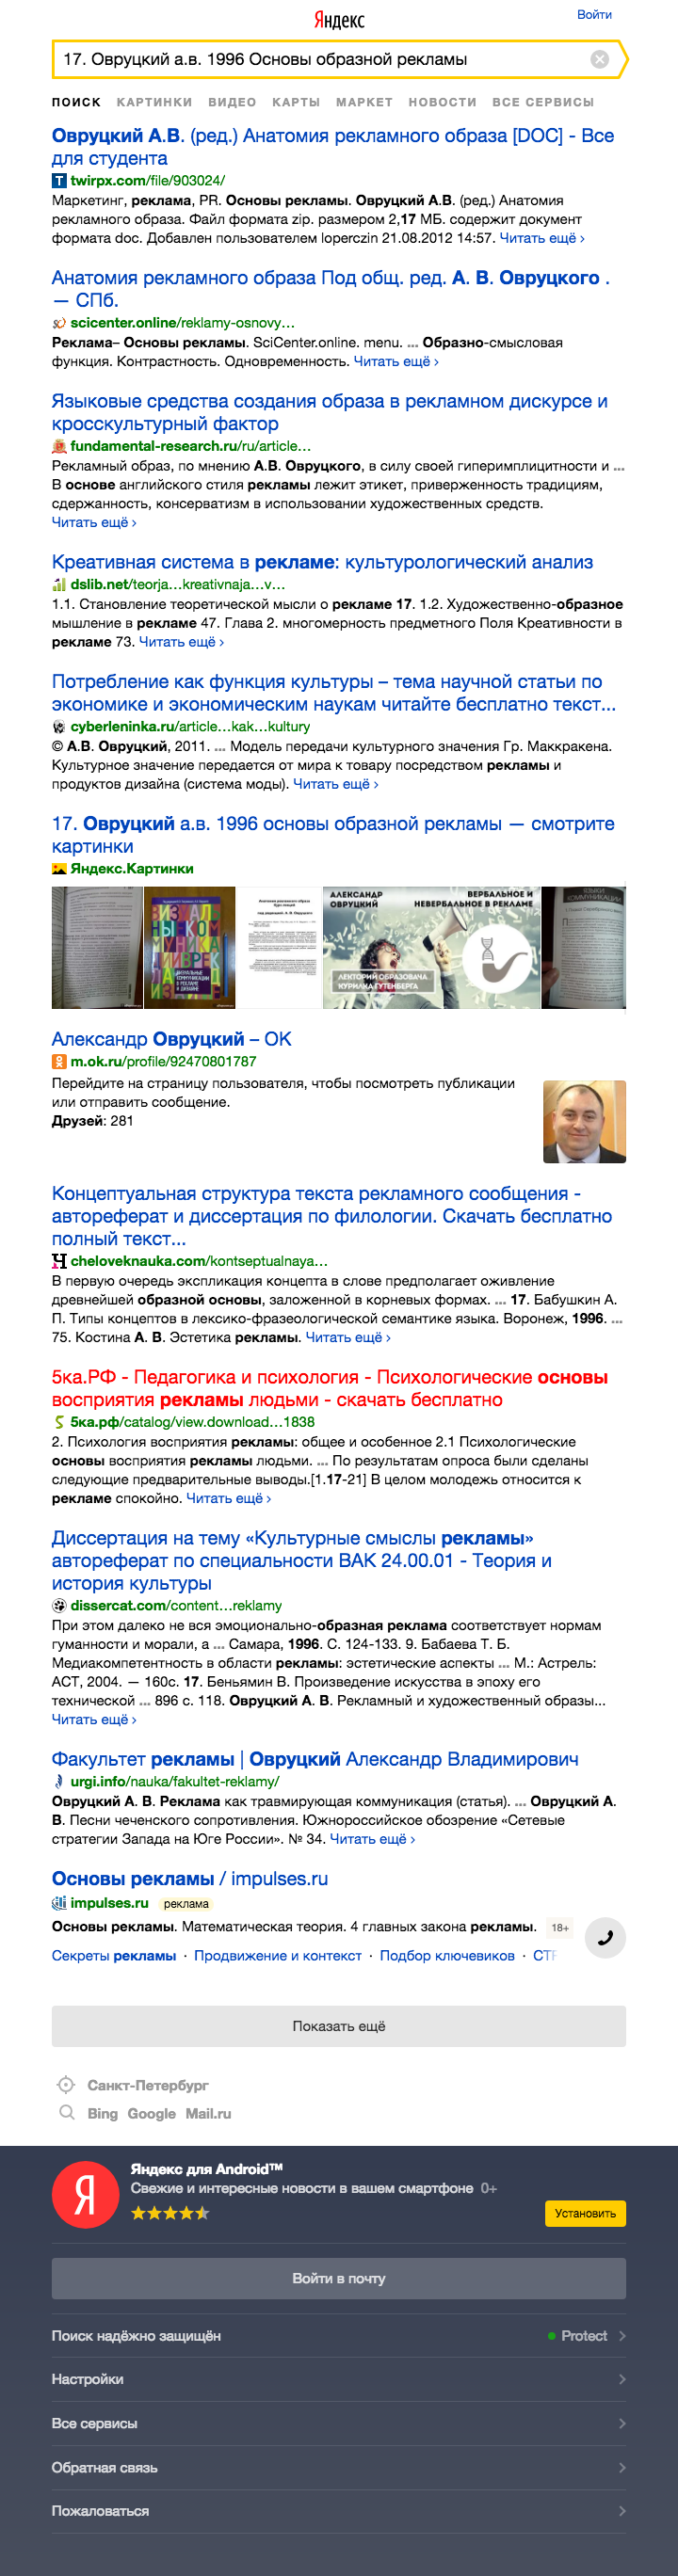 Яндекс
Войти
17. Овруцкий а.в. 1996 Основы образной рекламы
ПОИСК КАРТИНКИ ВИДЕО КАРТЫ МАРКЕТ НОВОСТИ ВСЕ СЕРВИСЫ
Овруцкий А.В. (ред.) Анатомия рекламного образа [DOC] - Все
для студента
twirpx.com/file/903024/
Маркетинг, реклама, PR. Основы рекламы. Овруцкий А.В. (ред.) Анатомия
рекламного образа. Файл формата zip. размером 2,17 МБ. содержит документ
формата doc. Добавлен пользователем loperczin 21.08.2012 14:57. Читать ещё ›
Анатомия рекламного образа Под общ. ред. А. В. Овруцкого .
— СПб.
scicenter.online/reklamy-osnovy…
Реклама– Основы рекламы. SciCenter.online. menu. ... Образно-смысловая
функция. Контрастность. Одновременность. Читать ещё ›
Языковые средства создания образа в рекламном дискурсе и
кросскультурный фактор
fundamental-research.ru/ru/article…
Рекламный образ, по мнению А.В. Овруцкого, в силу своей гиперимплицитности и ...
В основе английского стиля рекламы лежит этикет, приверженность традициям,
сдержанность, консерватизм в использовании художественных средств.
Читать ещё ›
Креативная система в рекламе: культурологический анализ
dslib.net/teorja…kreativnaja…v…
1.1. Становление теоретической мысли о рекламе 17. 1.2. Художественно-образное
мышление в рекламе 47. Глава 2. многомерность предметного Поля Креативности в
рекламе 73. Читать ещё ›
Потребление как функция культуры – тема научной статьи по
экономике и экономическим наукам читайте бесплатно текст...
cyberleninka.ru/article…kak…kultury
© А.В. Овруцкий, 2011. ... Модель передачи культурного значения Гр. Маккракена.
Культурное значение передается от мира к товару посредством рекламы и
продуктов дизайна (система моды). Читать ещё ›
17. Овруцкий а.в. 1996 основы образной рекламы — смотрите
картинки
Яндекс.Картинки
АЛЕКСАНДР
ОВРУЦКИЙ
ВЕРБАЛЬНОЕ И
НЕВЕРБАЛЬНОЕ В РЕКЛАМЕ
ЛЕКТОРИЙ ОБРАЗОВАЧА
КУРИЛКА ГУТЕНБЕРГА
Александр Овруцкий – OK
m.ok.ru/profile/92470801787
Перейдите на страницу пользователя, чтобы посмотреть публикации
или отправить сообщение.
Друзей: 281
Концептуальная структура текста рекламного сообщения -
автореферат и диссертация по филологии. Скачать бесплатно
полный текст...
cheloveknauka.com/kontseptualnaya…
В первую очередь экспликация концепта в слове предполагает оживление
древнейшей образной основы, заложенной в корневых формах. ... 17. Бабушкин А.
П. Типы концептов в лексико-фразеологической семантике языка. Воронеж, 1996. ...
75. Костина А. В. Эстетика рекламы. Читать ещё ›
5ка.РФ - Педагогика и психология - Психологические основы
восприятия рекламы людьми - скачать бесплатно
5ка.рф/catalog/view.download…1838
2. Психология восприятия рекламы: общее и особенное 2.1 Психологические
основы восприятия рекламы людьми. ... По результатам опроса были сделаны
следующие предварительные выводы.[1.17-21] В целом молодежь относится к
рекламе спокойно. Читать ещё ›
Диссертация на тему «Культурные смыслы рекламы»
автореферат по специальности ВАК 24.00.01 - Теория и
история культуры
dissercat.com/content…reklamy
При этом далеко не вся эмоционально-образная реклама соответствует нормам
гуманности и морали, а ... Самара, 1996. С. 124-133. 9. Бабаева Т. Б.
Медиакомпетентность в области рекламы: эстетические аспекты ... М.: Астрель:
АСТ, 2004. — 160с. 17. Беньямин В. Произведение искусства в эпоху его
технической ... 896 с. 118. Овруцкий А. В. Рекламный и художественный образы...
Читать ещё ›
Факультет рекламы | Овруцкий Александр Владимирович
urgi.info/nauka/fakultet-reklamy/
Овруцкий А. В. Реклама как травмирующая коммуникация (статья). ... Овруцкий А.
В. Песни чеченского сопротивления. Южнороссийское обозрение «Сетевые
стратегии Запада на Юге России». № 34. Читать ещё ›
Основы рекламы / impulses.ru
impulses.ru реклама
Основы рекламы. Математическая теория. 4 главных закона рекламы. 18+
Секреты рекламы · Продвижение и контекст · Подбор ключевиков · СТР
Показать ещё
Санкт-Петербург
Bing Google Mail.ru
Яндекс для Android™
Свежие и интересные новости в вашем смартфоне 0+
Установить
Войти в почту
Поиск надёжно защищён Protect
Настройки
Все сервисы
Обратная связь
Пожаловаться